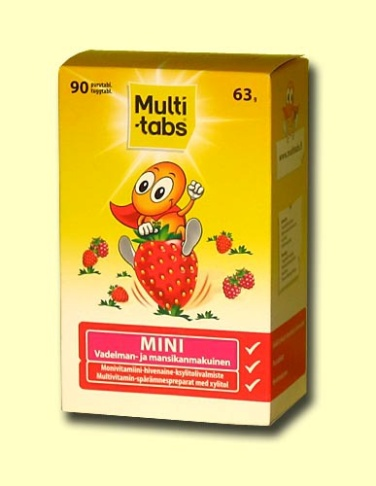 90 purutabl.
tuggtabl.
63 g
Multi
-tabs®
MINI
Vadelman- ja mansikanmakuinen
Monivitamiini-hivenaine-ksylitolivalmiste
Multivitamin-spårämnespreparat med xylitol